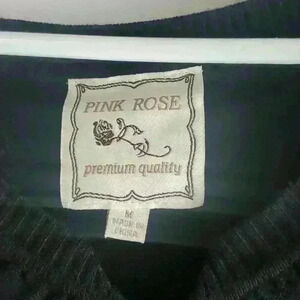 PINK ROSE
premium quality
M
MADE IN
CHINA